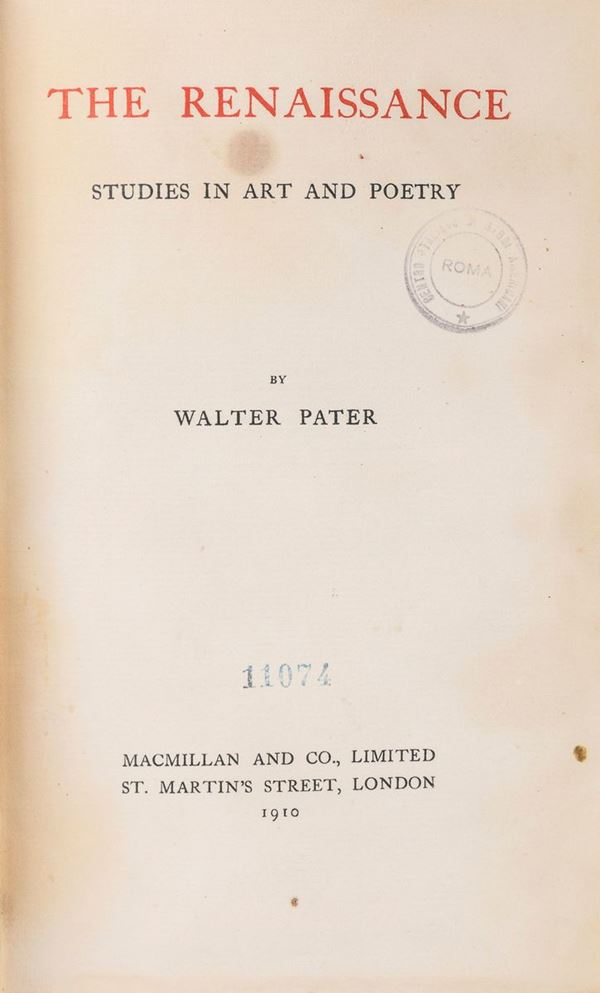 THE RENAISSANCE
STUDIES IN ART AND POETRY
CENTRO
ROMA
BY
WALTER PATER
11074
MACMILLAN AND CO., LIMITED
ST. MARTIN'S STREET, LONDON
1910